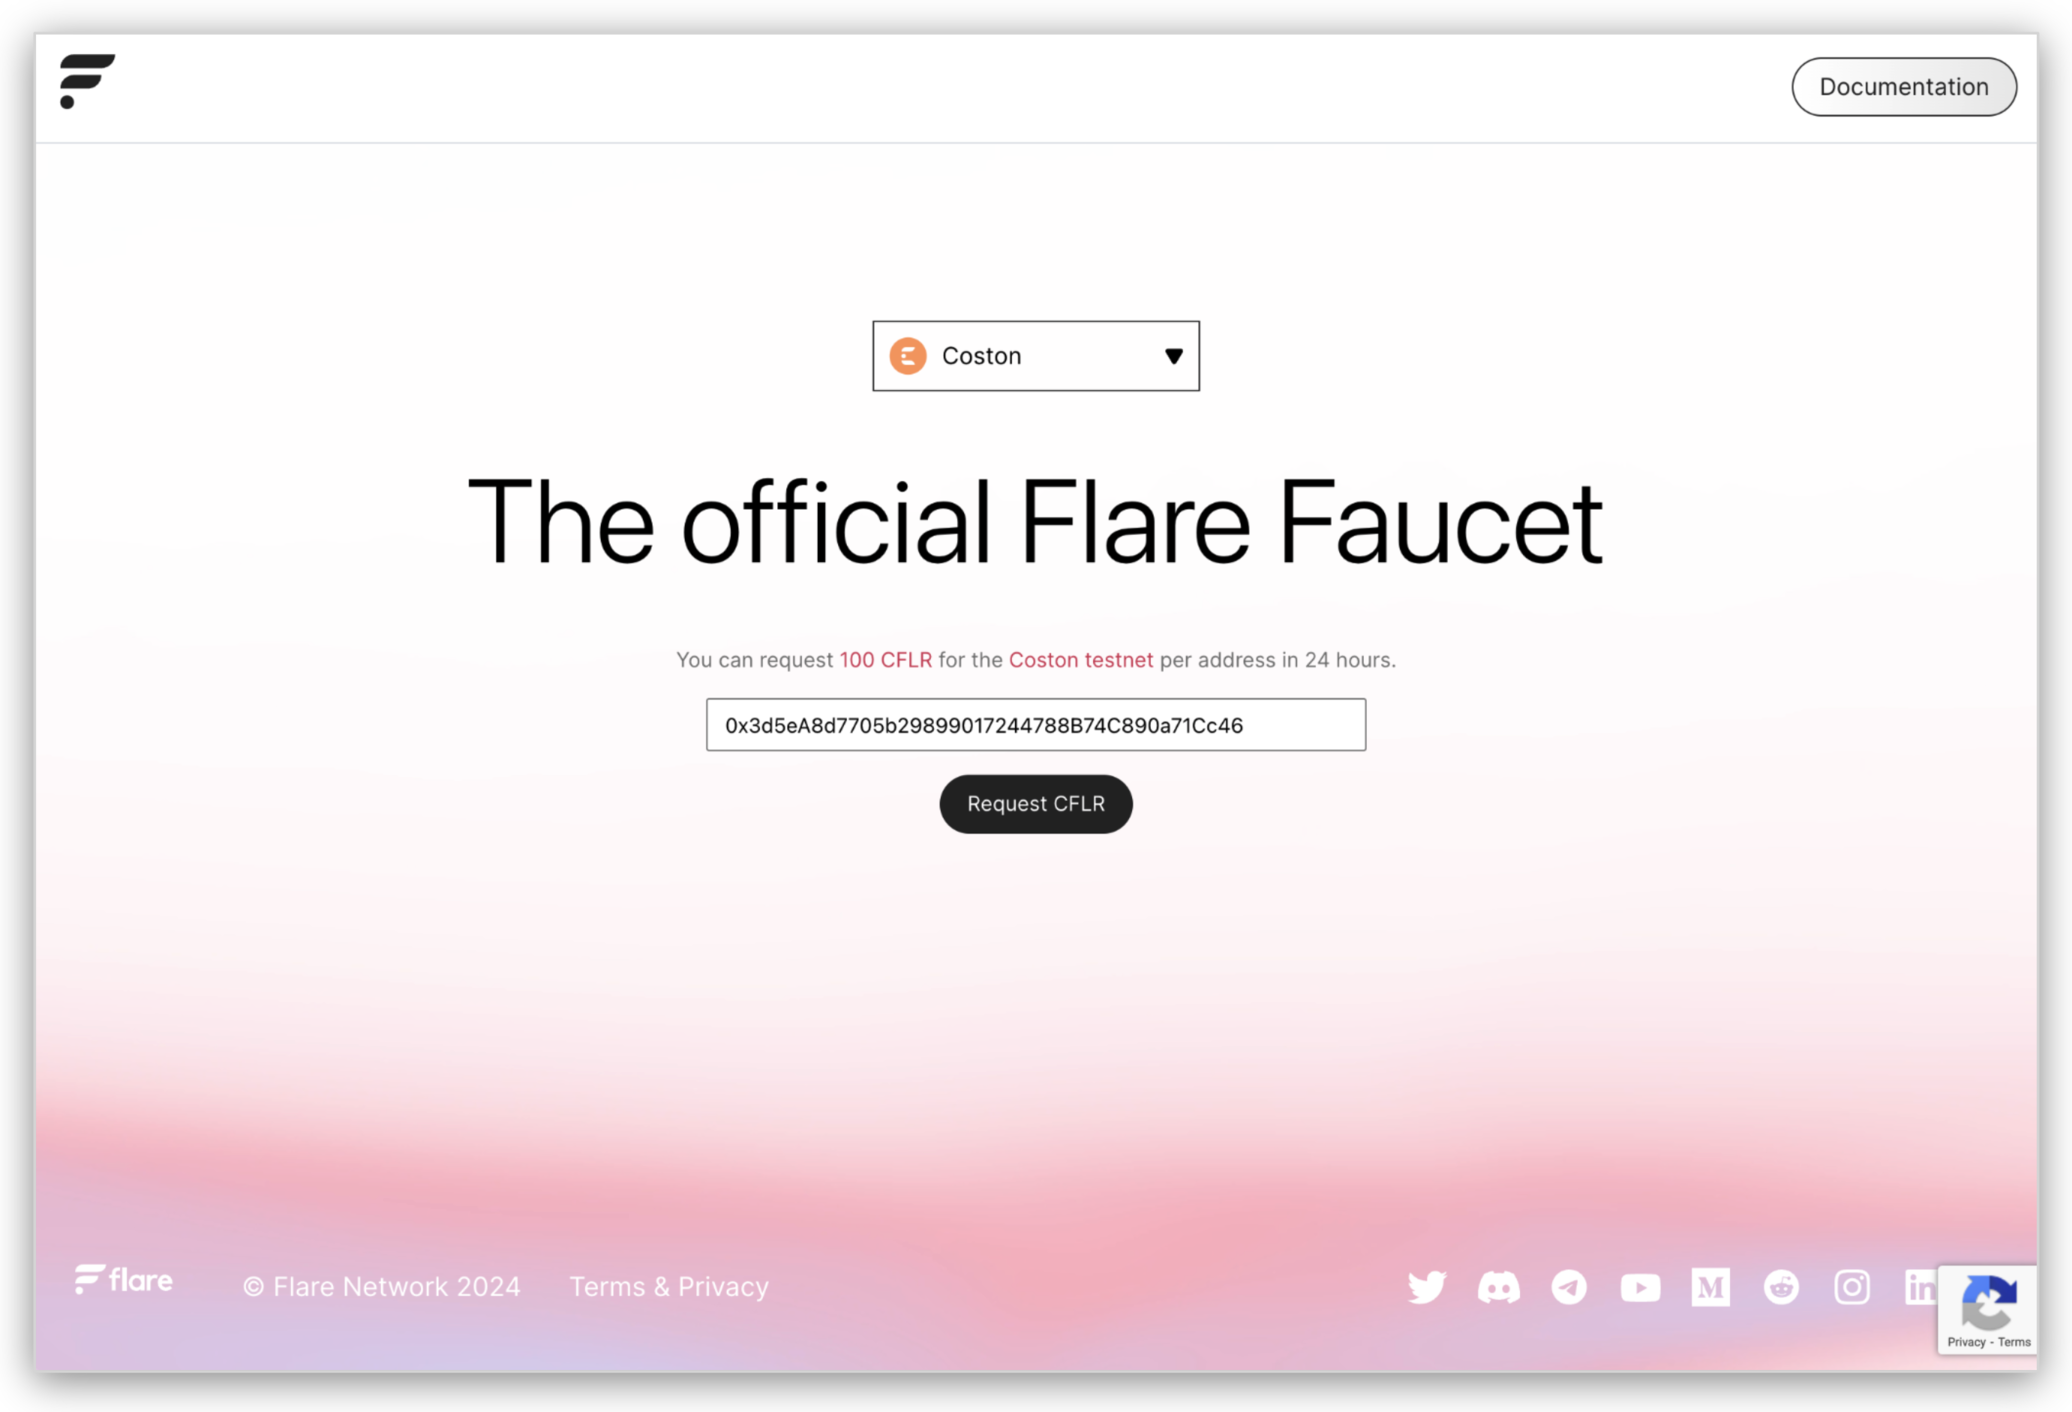 Documentation
Coston
The official Flare Faucet
You can request 100 CFLR for the Coston testnet per address in 24 hours.
0x3d5eA8d7705b29899017244788B74C890a71Cc46
Request CFLR
flare
© Flare Network 2024
Terms & Privacy
Privacy - Terms